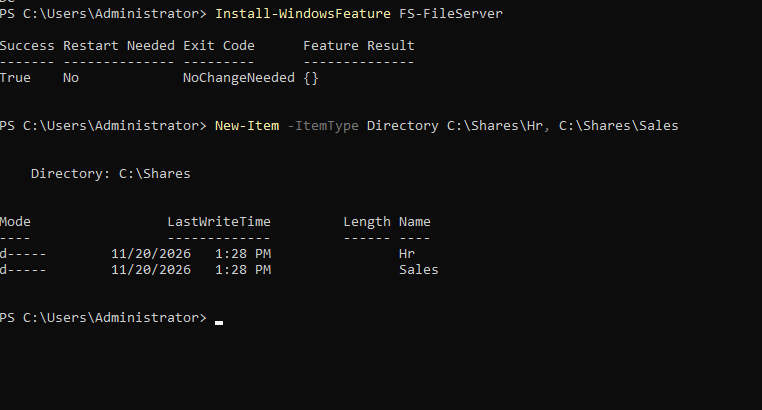 PS C:\Users\Administrator> Install-WindowsFeature FS-FileServer
Success Restart Needed Exit Code      Feature Result
------- -------------- ---------      --------------
True    No             NoChangeNeeded {}
PS C:\Users\Administrator> New-Item -ItemType Directory C:\Shares\Hr, C:\Shares\Sales
    Directory: C:\Shares
Mode                 LastWriteTime         Length Name
----                 -------------         ------ ----
d-----        11/20/2026   1:28 PM                Hr
d-----        11/20/2026   1:28 PM                Sales
PS C:\Users\Administrator>